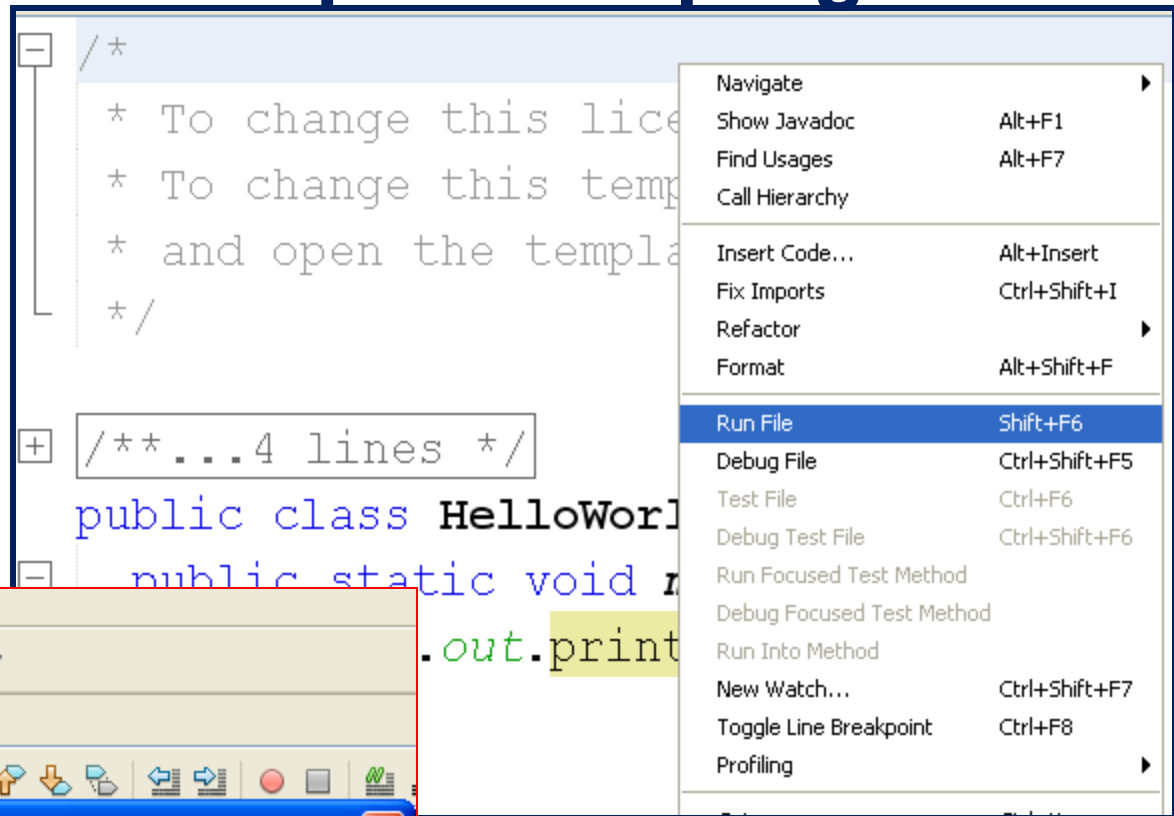 /*
* To change this
* To change this
* and open the
*/
/**...4 lines */
public class
public static void
.out.print
Navigate
Show Javadoc Alt+F1
Find Usages Alt+F7
Call Hierarchy
Insert Code... Alt+Insert
Fix Imports Ctrl+Shift+I
Refactor
Format Alt+Shift+F
Run File Shift+F6
Debug File Ctrl+Shift+F5
Test File Ctrl+F6
Debug Test File Ctrl+Shift+F6
Run Focused Test Method
Debug Focused Test Method
Run Into Method
New Watch... Ctrl+Shift+F7
Toggle Line Breakpoint Ctrl+F8
Profiling